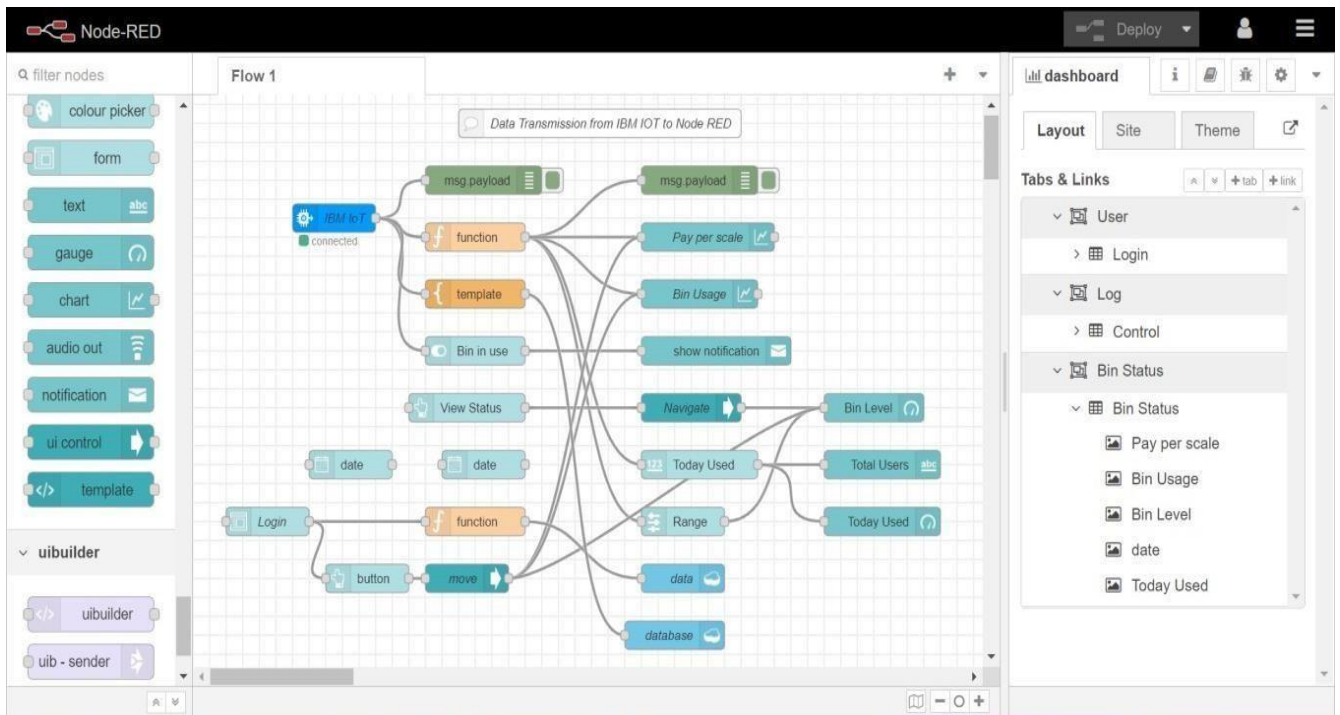 Node-RED
Deploy
filter nodes
Flow 1
dashboard
i
colour picker
form
text
abc
gauge
chart
audio out
notification
ui control
template
uibuilder
uibuilder
uib - sender
Data Transmission from IBM IOT to Node RED
msg.payload
msg.payload
IBM IoT
connected
f
function
Pay per scale
template
Bin Usage
Bin in use
show notification
View Status
Navigate
Bin Level
date
date
123
Today Used
Total Users
abc
Login
f
function
Range
Today Used
button
move
data
database
Layout
Site
Theme
Tabs & Links
+ tab
+ link
User
Login
Log
Control
Bin Status
Bin Status
Pay per scale
Bin Usage
Bin Level
date
Today Used